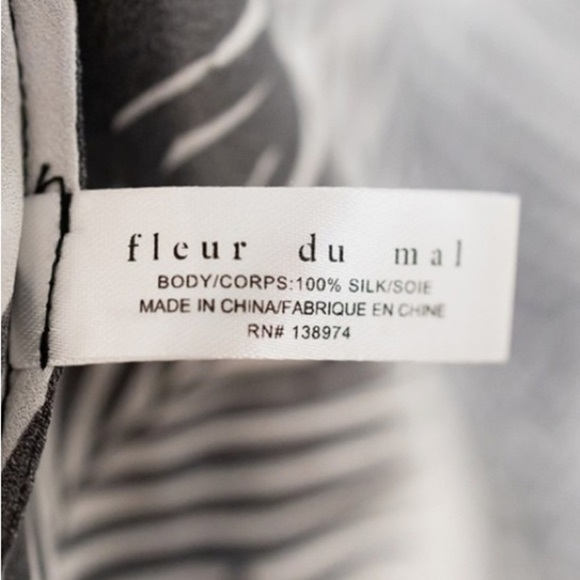 fleur du mal
BODY/CORPS:100% SILK/SOIE
MADE IN CHINA/FABRIQUE EN CHINE
RN# 138974